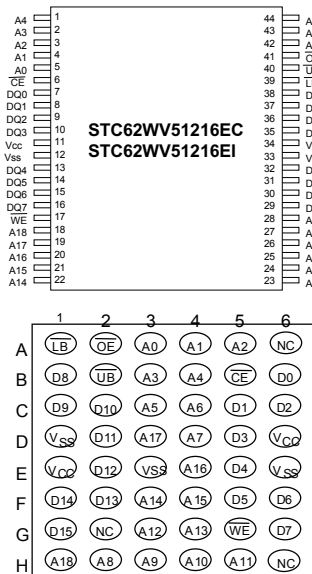 A4 1 44
A3 2 43
A2 3 42
A1 4 41
A0 5 40
CE 6 39
DQ0 7 38
DQ1 8 37
DQ2 9 36
DQ3 10 STC62WV51216EC 35
Vcc 11 STC62WV51216EI 34
Vss 12 33
DQ4 13 32
DQ5 14 31
DQ6 15 30
DQ7 16 29
WE 17 28
A18 18 27
A17 19 26
A16 20 25
A15 21 24
A14 22 23
1 2 3 4 5 6
A LB OE A0 A1 A2 NC
B D8 UB A3 A4 CE D0
C D9 D10 A5 A6 D1 D2
D VSS D11 A17 A7 D3 VCC
E VCC D12 VSS A16 D4 VSS
F D14 D13 A14 A15 D5 D6
G D15 NC A12 A13 WE D7
H A18 A8 A9 A10 A11 NC